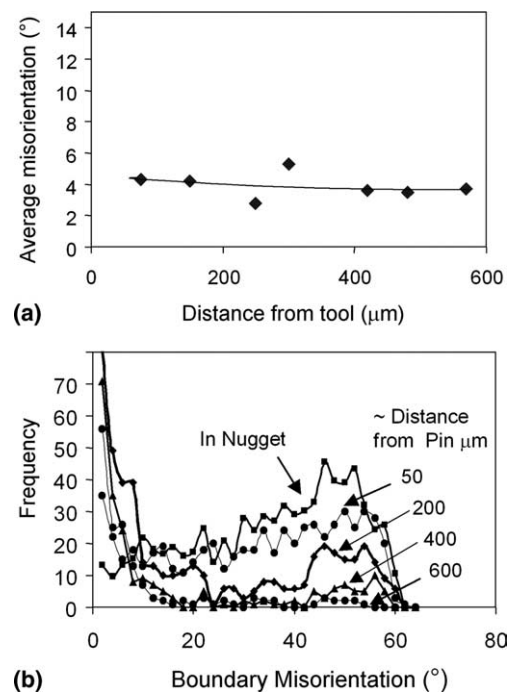 14
12
10
8
6
4
2
0
Average misorientation (°)
0 200 400 600
(a) Distance from tool (μm)
70
60
50
40
30
20
10
0
Frequency
In Nugget
~ Distance
from Pin μm
50
200
400
600
0 20 40 60 80
(b) Boundary Misorientation (°)